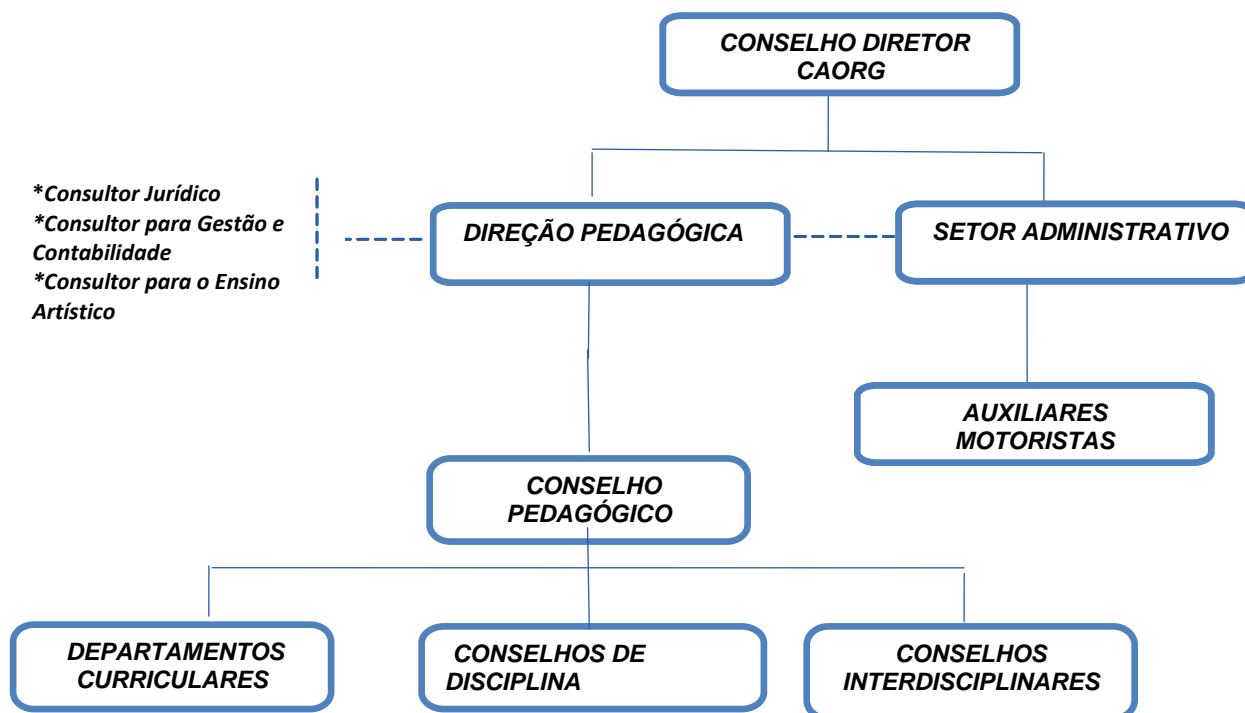 CONSELHO DIRETOR
CAORG
*Consultor Jurídico
*Consultor para Gestão e
Contabilidade
*Consultor para o Ensino
Artístico
DIREÇÃO PEDAGÓGICA
SETOR ADMINISTRATIVO
AUXILIARES
MOTORISTAS
CONSELHO
PEDAGÓGICO
DEPARTAMENTOS
CURRICULARES
CONSELHOS DE
DISCIPLINA
CONSELHOS
INTERDISCIPLINARES